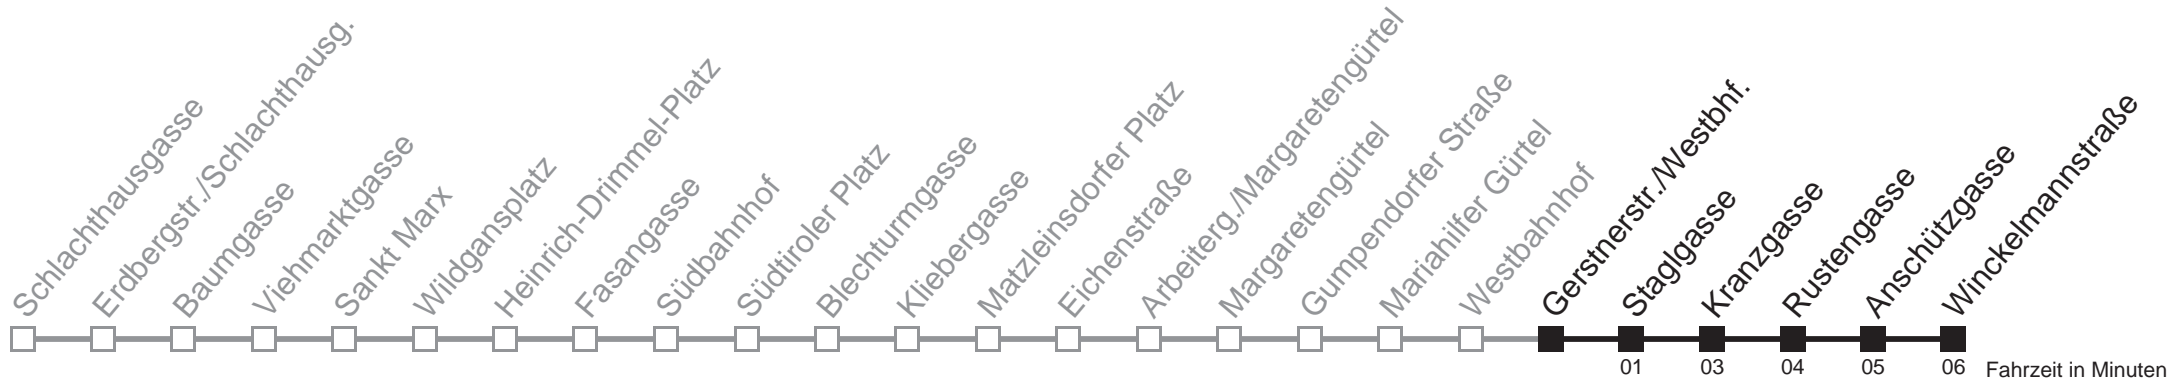 Schlachthausgasse
Erdbergstr./Schlachthausg.
Baumgasse
Viehmarktgasse
Sankt Marx
Wildgansplatz
Heinrich-Drimmel-Platz
Fasangasse
Südbahnhof
Südtiroler Platz
Blechturmgasse
Kliebergasse
Matzleinsdorfer Platz
Eichenstraße
Arbeiterg./Margaretengürtel
Margaretengürtel
Gumpendorfer Straße
Mariahilfer Gürtel
Westbahnhof
Gerstnerstr./Westbhf.
Staglgasse
Kranzgasse
Rustengasse
Anschützgasse
Winckelmannstraße
01 03 04 05 06 Fahrzeit in Minuten